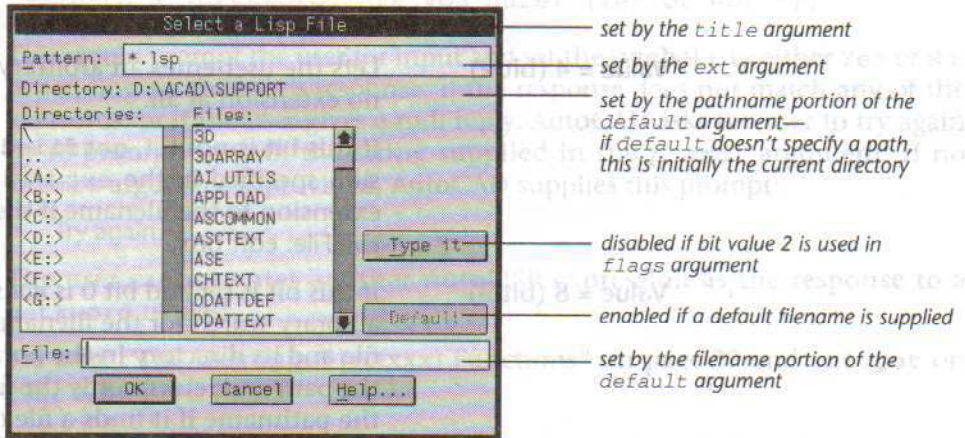 Select a Lisp File
Pattern: *.lsp
Directory: D:\ACAD\SUPPORT
Directories: Files:
\
..
<A:>
<B:>
<C:>
<D:>
<E:>
<F:>
<G:>
3D
3DARRAY
AI_UTILS
APPLOAD
ASCOMMON
ASCTEXT
ASE
CHTEXT
DDATTDEF
DDATTEXT
Type it
Default
File:
OK Cancel Help...
set by the title argument
set by the ext argument
set by the pathname portion of the
default argument—
if default doesn't specify a path,
this is initially the current directory
disabled if bit value 2 is used in
flags argument
enabled if a default filename is supplied
set by the filename portion of the
default argument